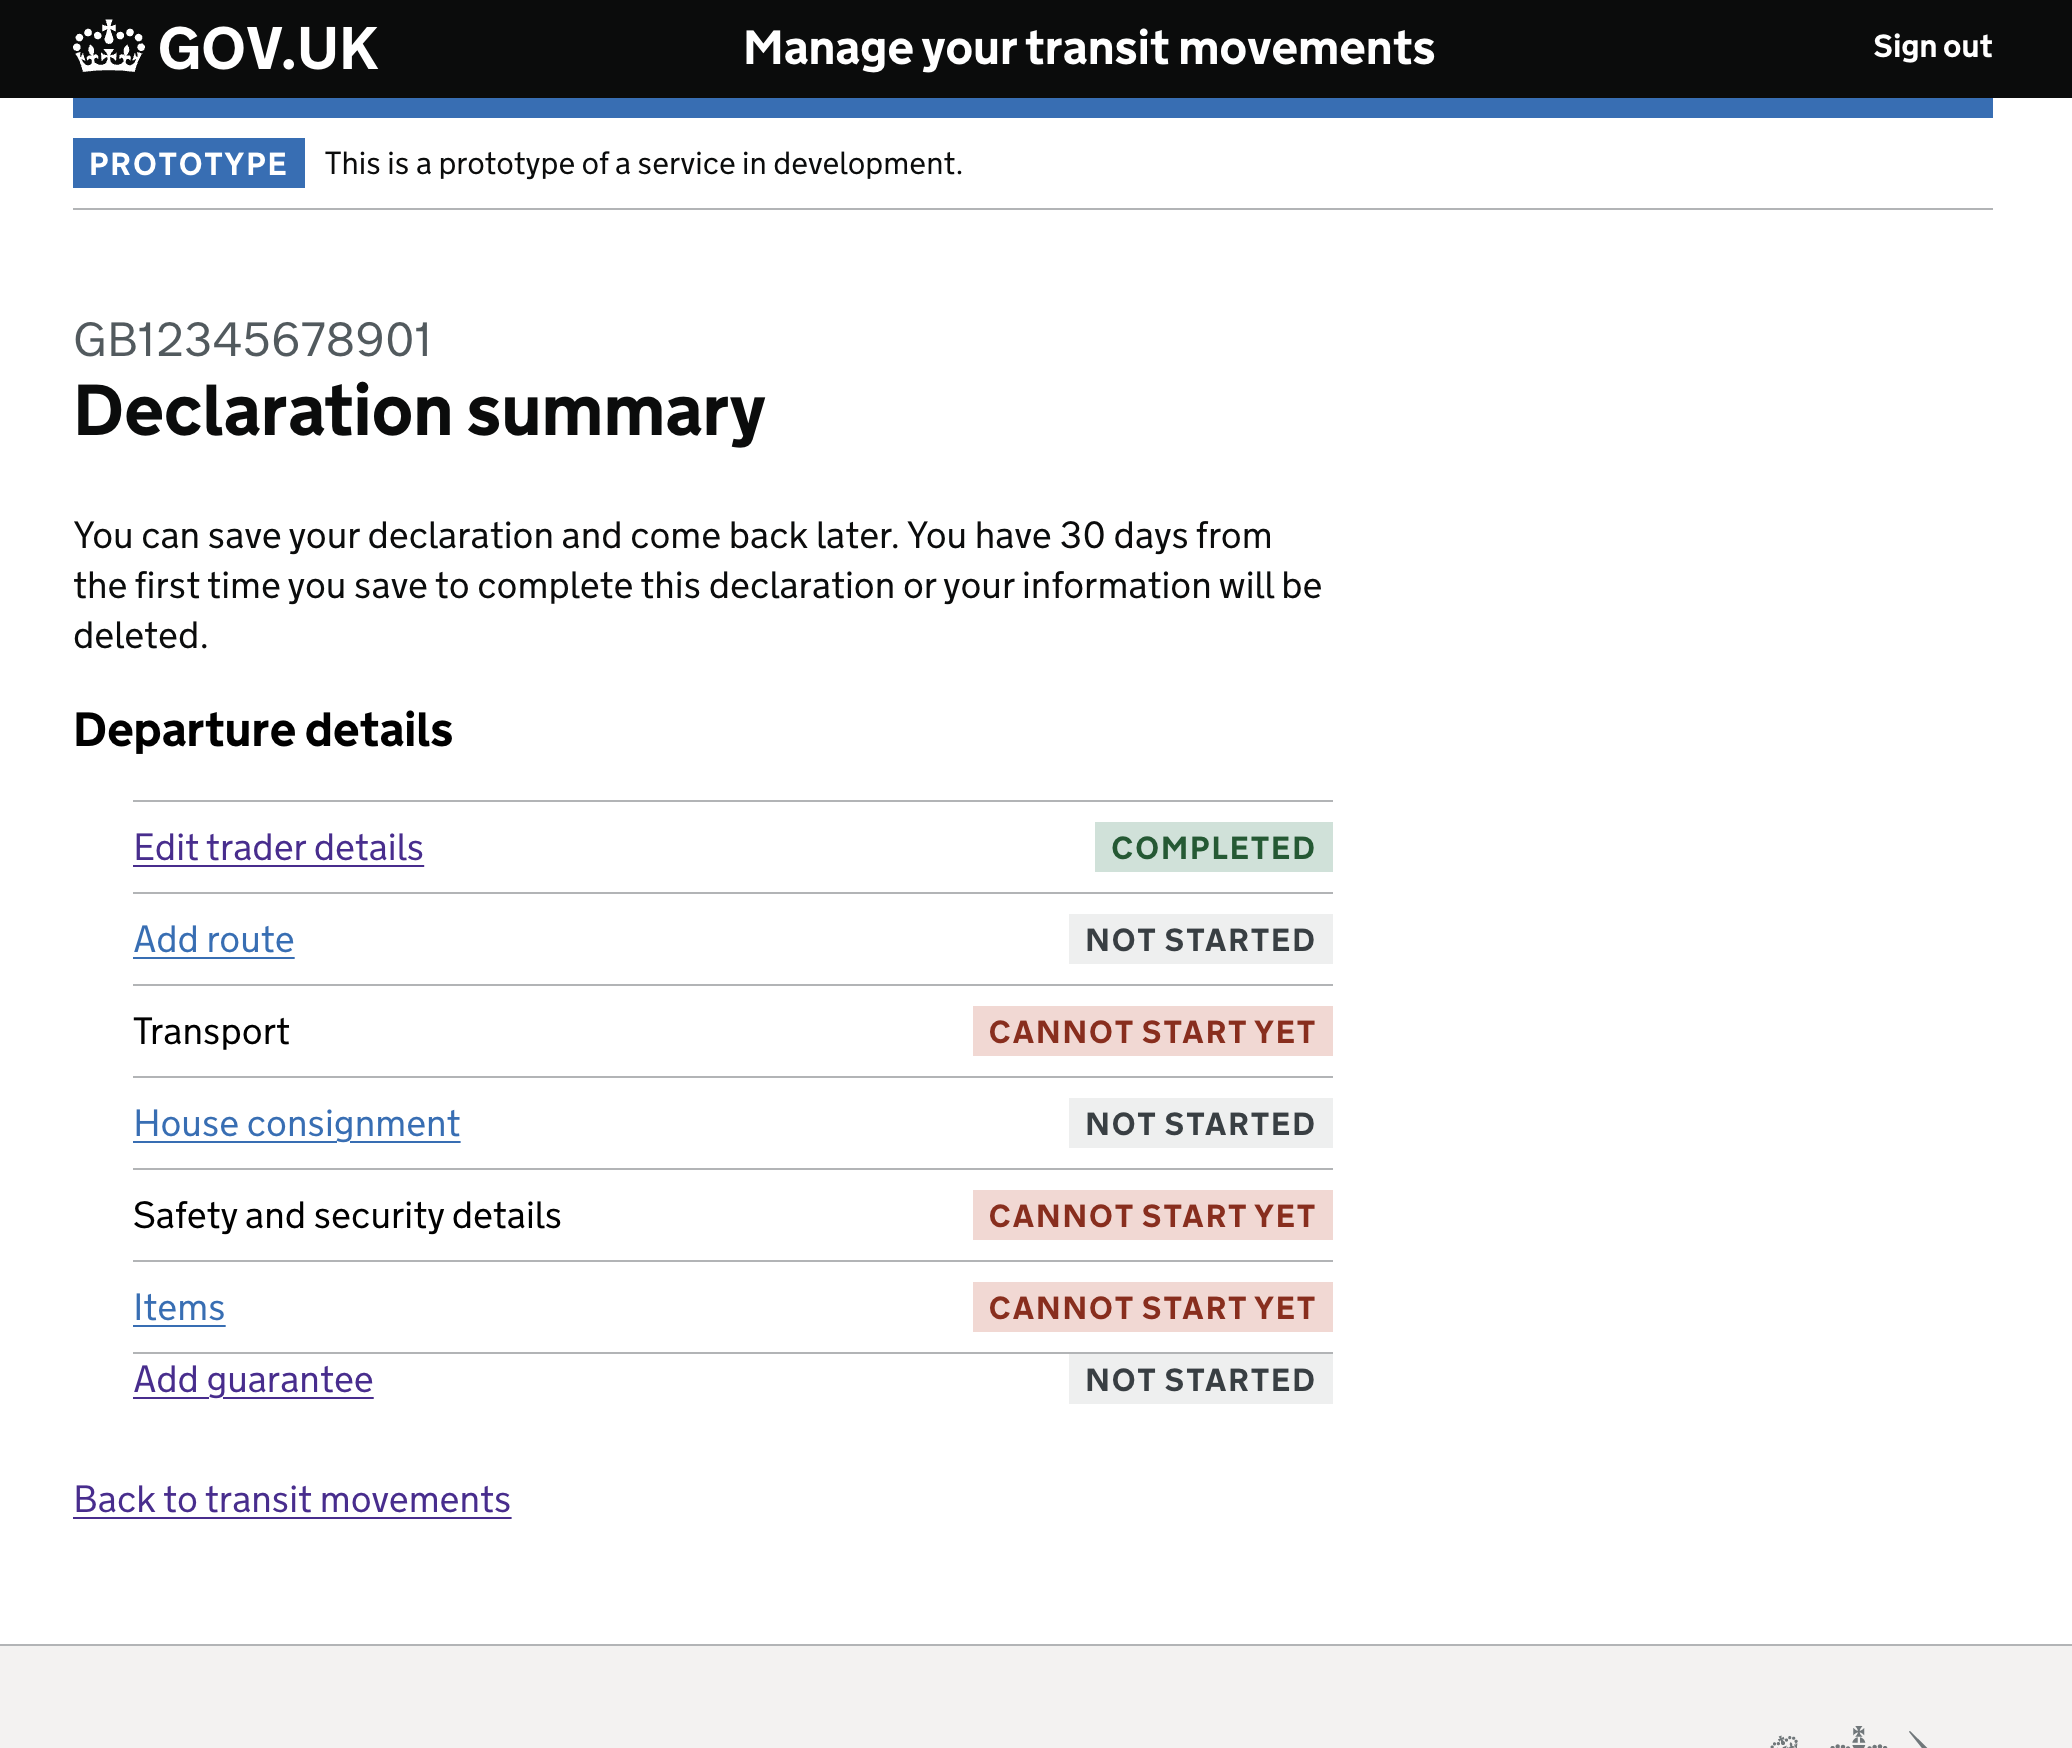 GOV.UK
Manage your transit movements
Sign out
PROTOTYPE This is a prototype of a service in development.
GB12345678901
Declaration summary
You can save your declaration and come back later. You have 30 days from
the first time you save to complete this declaration or your information will be
deleted.
Departure details
Edit trader details COMPLETED
Add route NOT STARTED
Transport CANNOT START YET
House consignment NOT STARTED
Safety and security details CANNOT START YET
Items CANNOT START YET
Add guarantee NOT STARTED
Back to transit movements